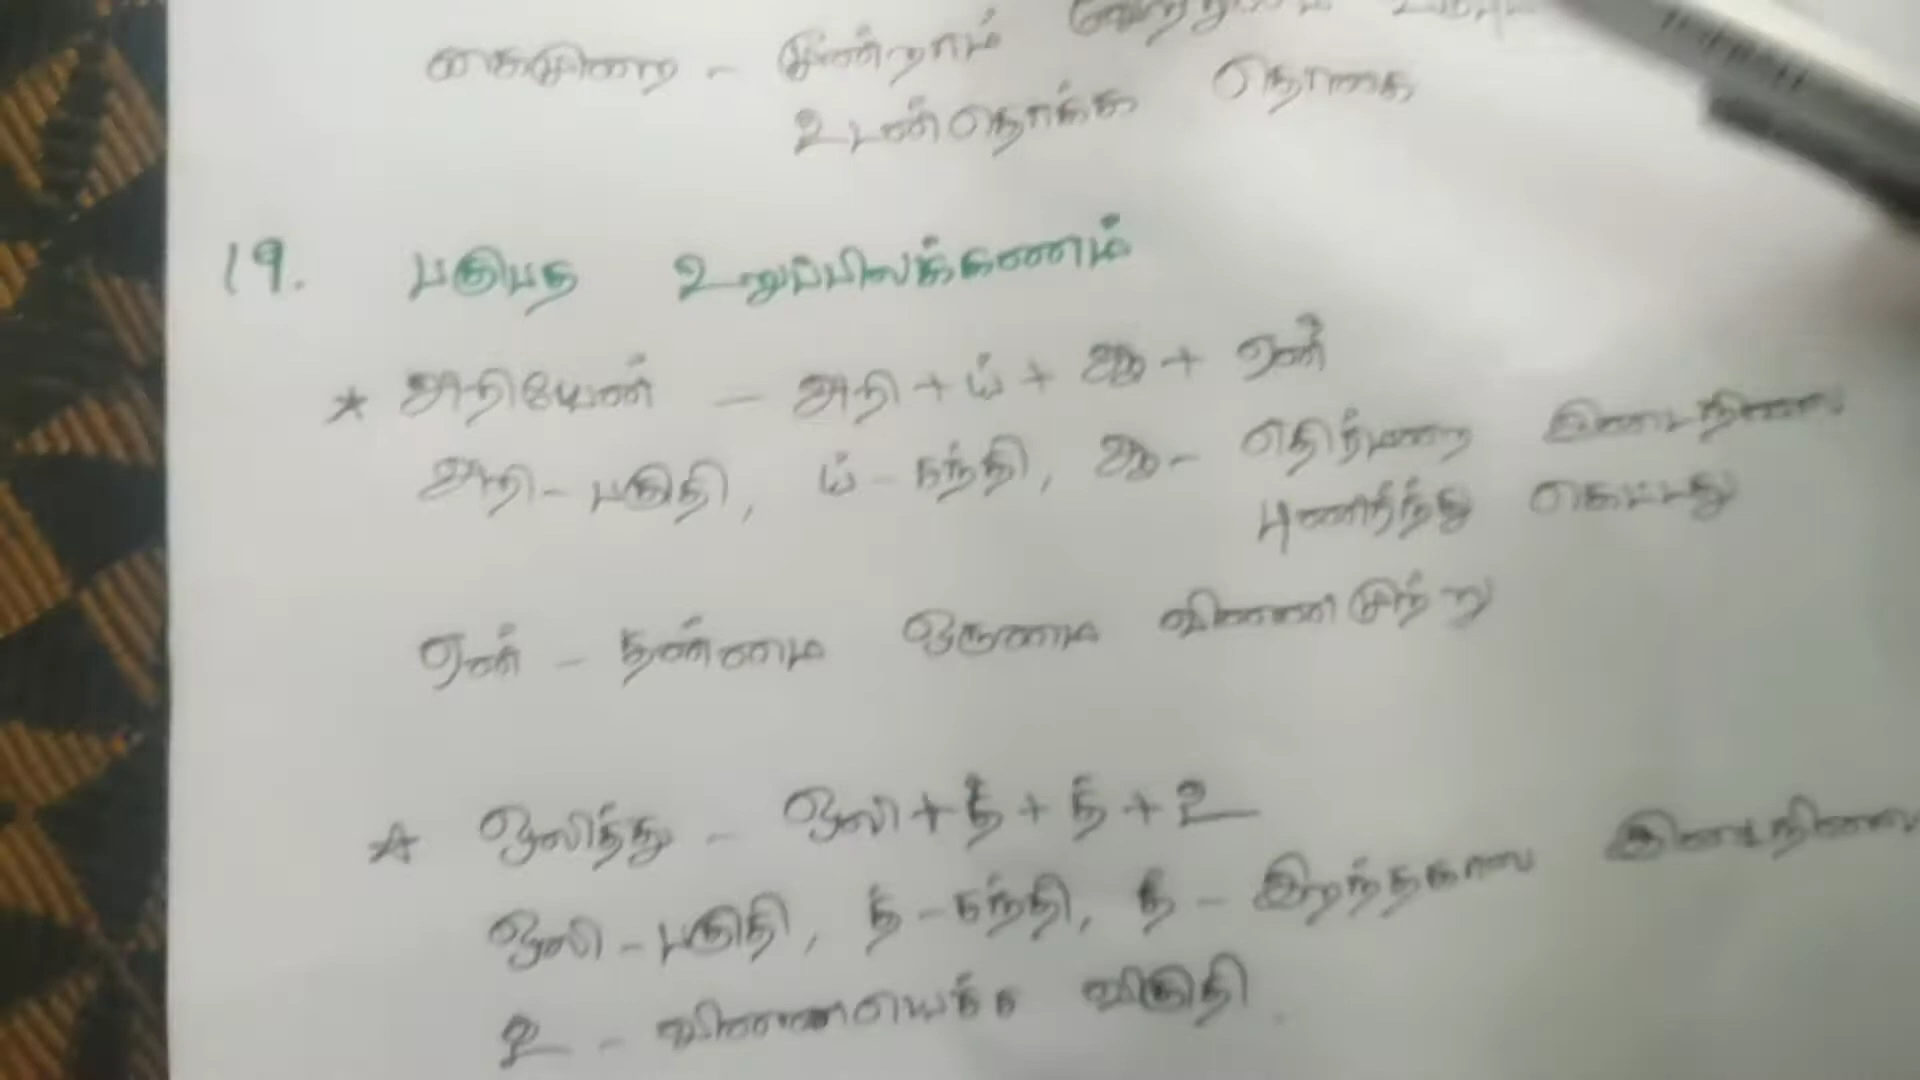 கைமுறை - மூன்றாம் வேற்றுமை
உடன்தொக்க தொகை
19. பகுபத உறுப்பிலக்கணம்
* அறியேன் - அறி + ய் + ஆ + ஏன்
அறி - பகுதி, ய் - சந்தி, ஆ - எதிர்மறை இடைநிலை
புணர்ந்து கெட்டது
ஏன் - தன்மை ஒருமை வினைமுற்று
* ஒலித்து - ஒலி + த் + த் + உ
ஒலி - பகுதி, த் - சந்தி, த் - இறந்தகால இடைநிலை
உ - வினையெச்ச விகுதி.